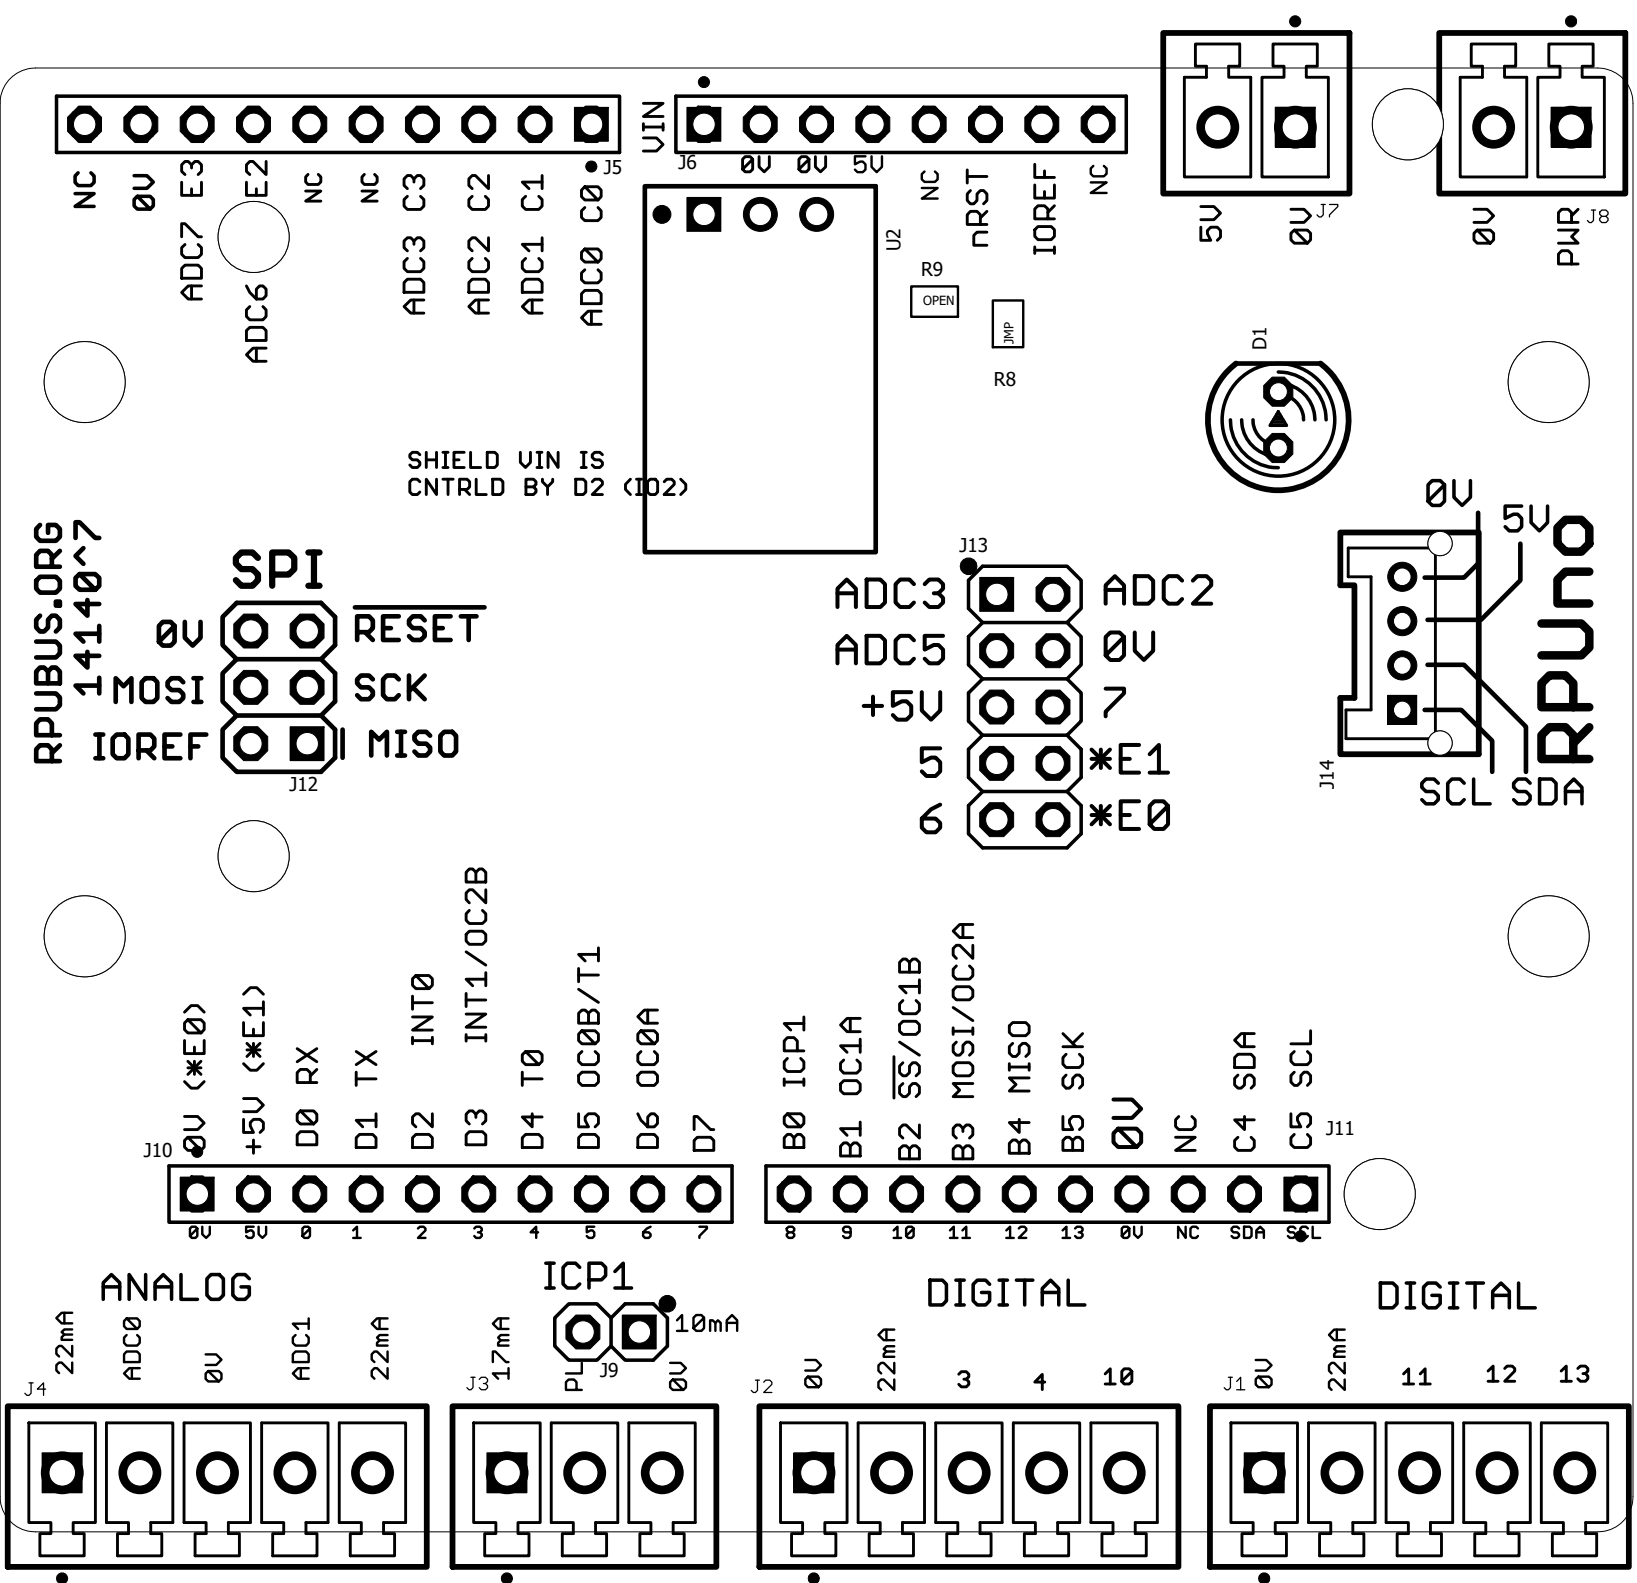 VIN
J5
J6
0V
0V
5V
NC
nRST
IOREF
NC
NC
0V
ADC7 E3
ADC6 E2
NC
NC
ADC3 C3
ADC2 C2
ADC1 C1
ADC0 C0
5V
0V
J7
0V
PWR
J8
U2
R9
OPEN
JMP
R8
D1
SHIELD VIN IS
CNTRLD BY D2 (IO2)
RPUBUS.ORG
14140^7
SPI
0V
RESET
MOSI
SCK
IOREF
MISO
J12
J13
ADC3
ADC2
ADC5
0V
+5V
7
5
*E1
6
*E0
0V
5V
RPUno
J14
SCL
SDA
0V (*E0)
+5V (*E1)
D0 RX
D1 TX
D2 INT0
D3 INT1/OC2B
D4 T0
D5 OC0B/T1
D6 OC0A
D7
B0 ICP1
B1 OC1A
B2 SS/OC1B
B3 MOSI/OC2A
B4 MISO
B5 SCK
0V
NC
C4 SDA
C5 SCL
J10
J11
0V 5V 0 1 2 3 4 5 6 7
8 9 10 11 12 13 0V NC SDA SCL
ANALOG
ICP1
DIGITAL
DIGITAL
10mA
J4
22mA
ADC0
0V
ADC1
22mA
J3
17mA
PL
J9
0V
J2
0V
22mA
3
4
10
J1
0V
22mA
11
12
13